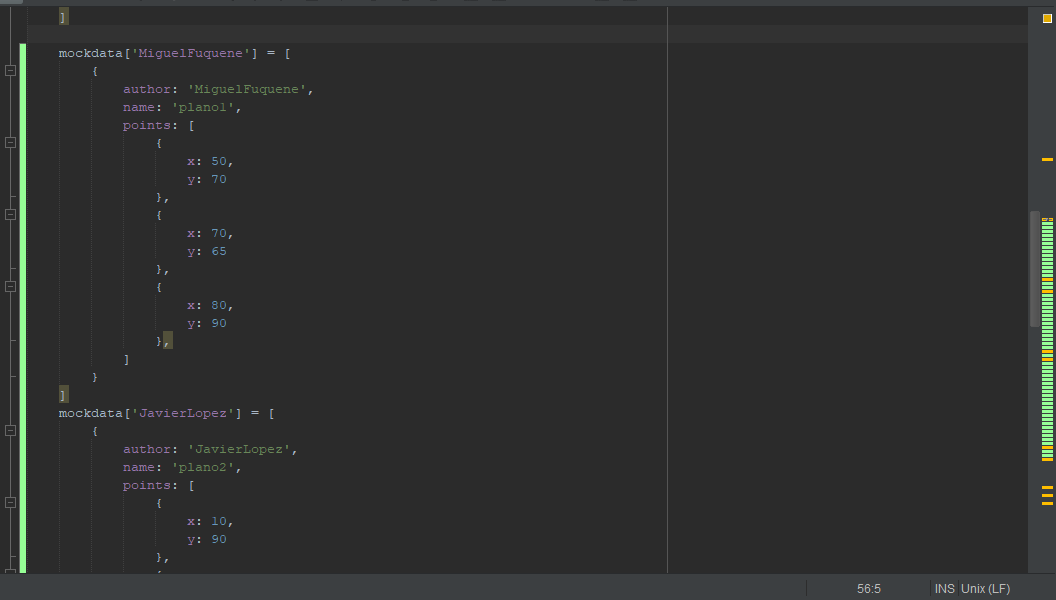 ]
mockdata['MiguelFuquene'] = [
{
author: 'MiguelFuquene',
name: 'plano1',
points: [
{
x: 50,
y: 70
},
{
x: 70,
y: 65
},
{
x: 80,
y: 90
},
]
}
]
mockdata['JavierLopez'] = [
{
author: 'JavierLopez',
name: 'plano2',
points: [
{
x: 10,
y: 90
},
56:5 INS Unix (LF)